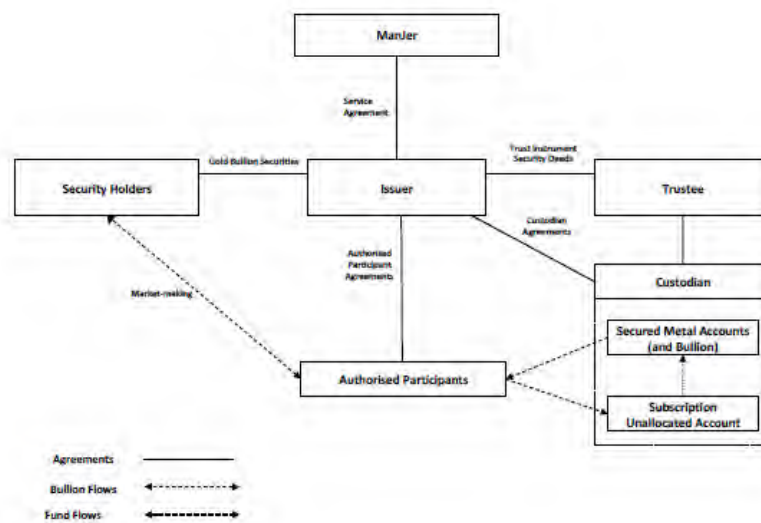 ManJer
Service
Agreement
Gold Bullion Securities
Trust Instrument
Security Deeds
Security Holders
Issuer
Trustee
Custodian
Agreements
Authorised
Participant
Agreements
Custodian
Market-making
Secured Metal Accounts
(and Bullion)
Authorised Participants
Subscription
Unallocated Account
Agreements
Bullion Flows
Fund Flows